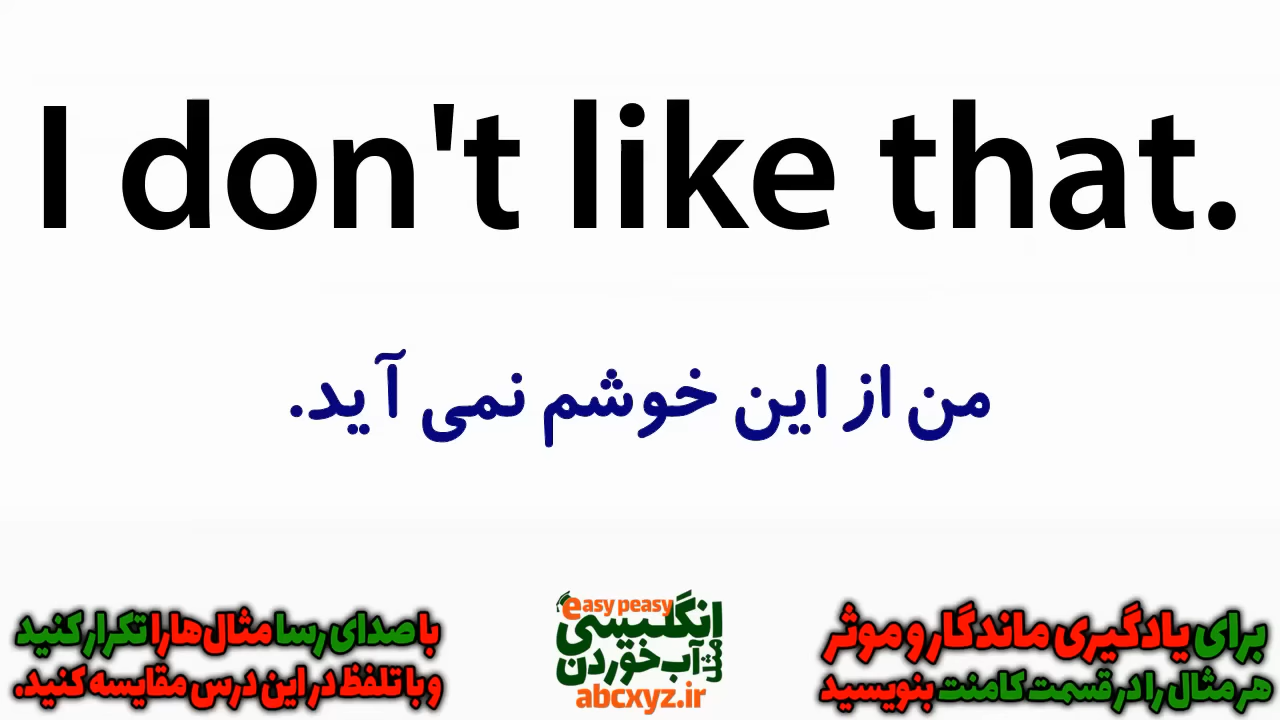 I don't like that.
من از این خوشم نمی آید.
برای یادگیری ماندگار و موثر
هر مثال را در قسمت کامنت بنویسید
easy peasy
انگلیسی
مثل آب خوردن
abcxyz.ir
با صدای رسا مثال‌ها را تکرار کنید
و با تلفظ در این درس مقایسه کنید.